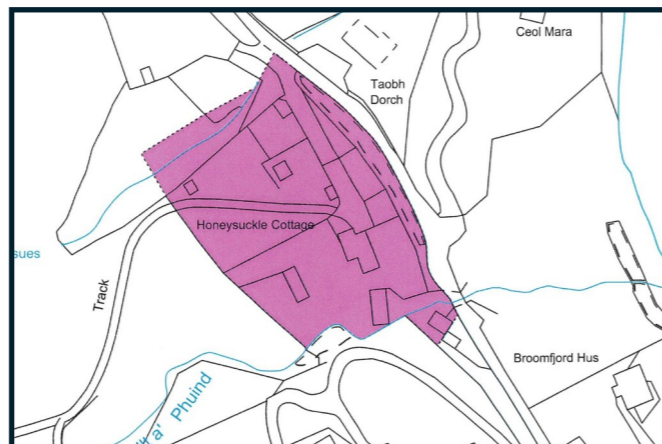 Ceol Mara
Taobh
Dorch
Honeysuckle Cottage
sues
Track
Broomfjord Hus
a' Phuind